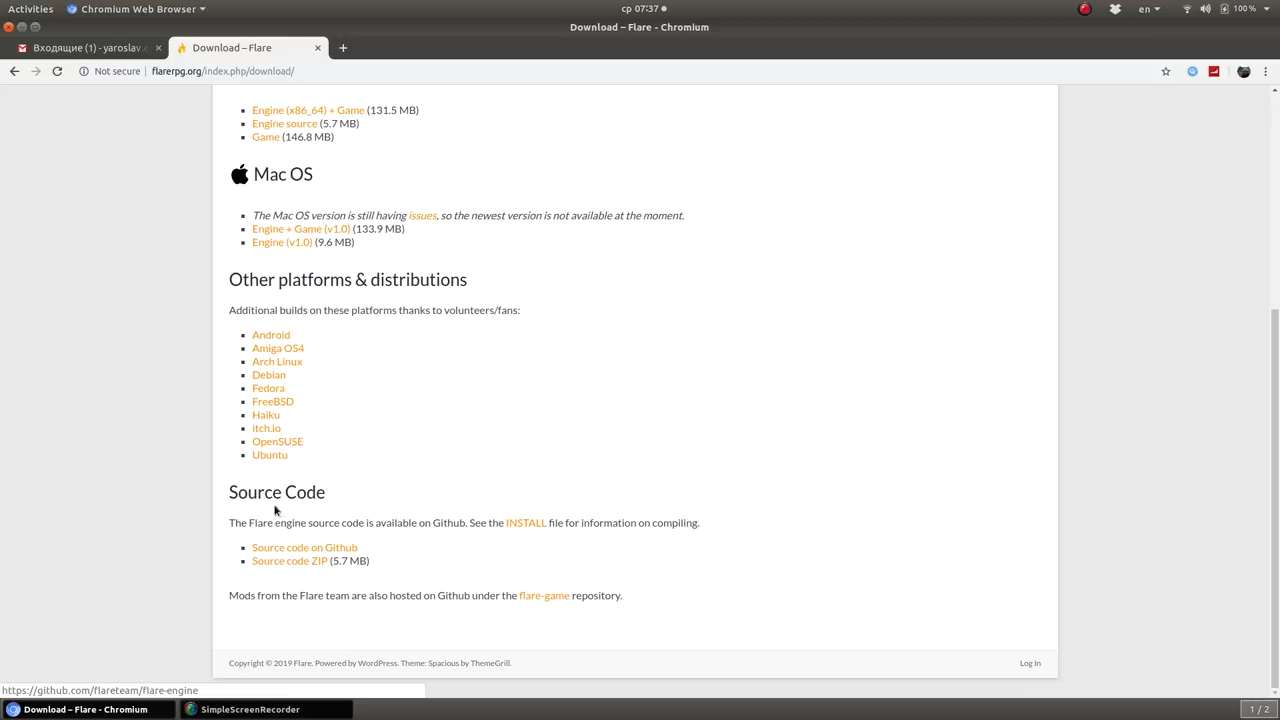 Activities Chromium Web Browser ср 07:37 en 100 %
Download – Flare - Chromium
Входящие (1) - yaroslav. Download – Flare
Not secure flarerpg.org/index.php/download/
Engine (x86_64) + Game (131.5 MB)
Engine source (5.7 MB)
Game (146.8 MB)
Mac OS
The Mac OS version is still having issues, so the newest version is not available at the moment.
Engine + Game (v1.0) (133.9 MB)
Engine (v1.0) (9.6 MB)
Other platforms & distributions
Additional builds on these platforms thanks to volunteers/fans:
Android
Amiga OS4
Arch Linux
Debian
Fedora
FreeBSD
Haiku
itch.io
OpenSUSE
Ubuntu
Source Code
The Flare engine source code is available on Github. See the INSTALL file for information on compiling.
Source code on Github
Source code ZIP (5.7 MB)
Mods from the Flare team are also hosted on Github under the flare-game repository.
Copyright © 2019 Flare. Powered by WordPress. Theme: Spacious by ThemeGrill. Log In
https://github.com/flareteam/flare-engine
Download – Flare - Chromium SimpleScreenRecorder 1 / 2